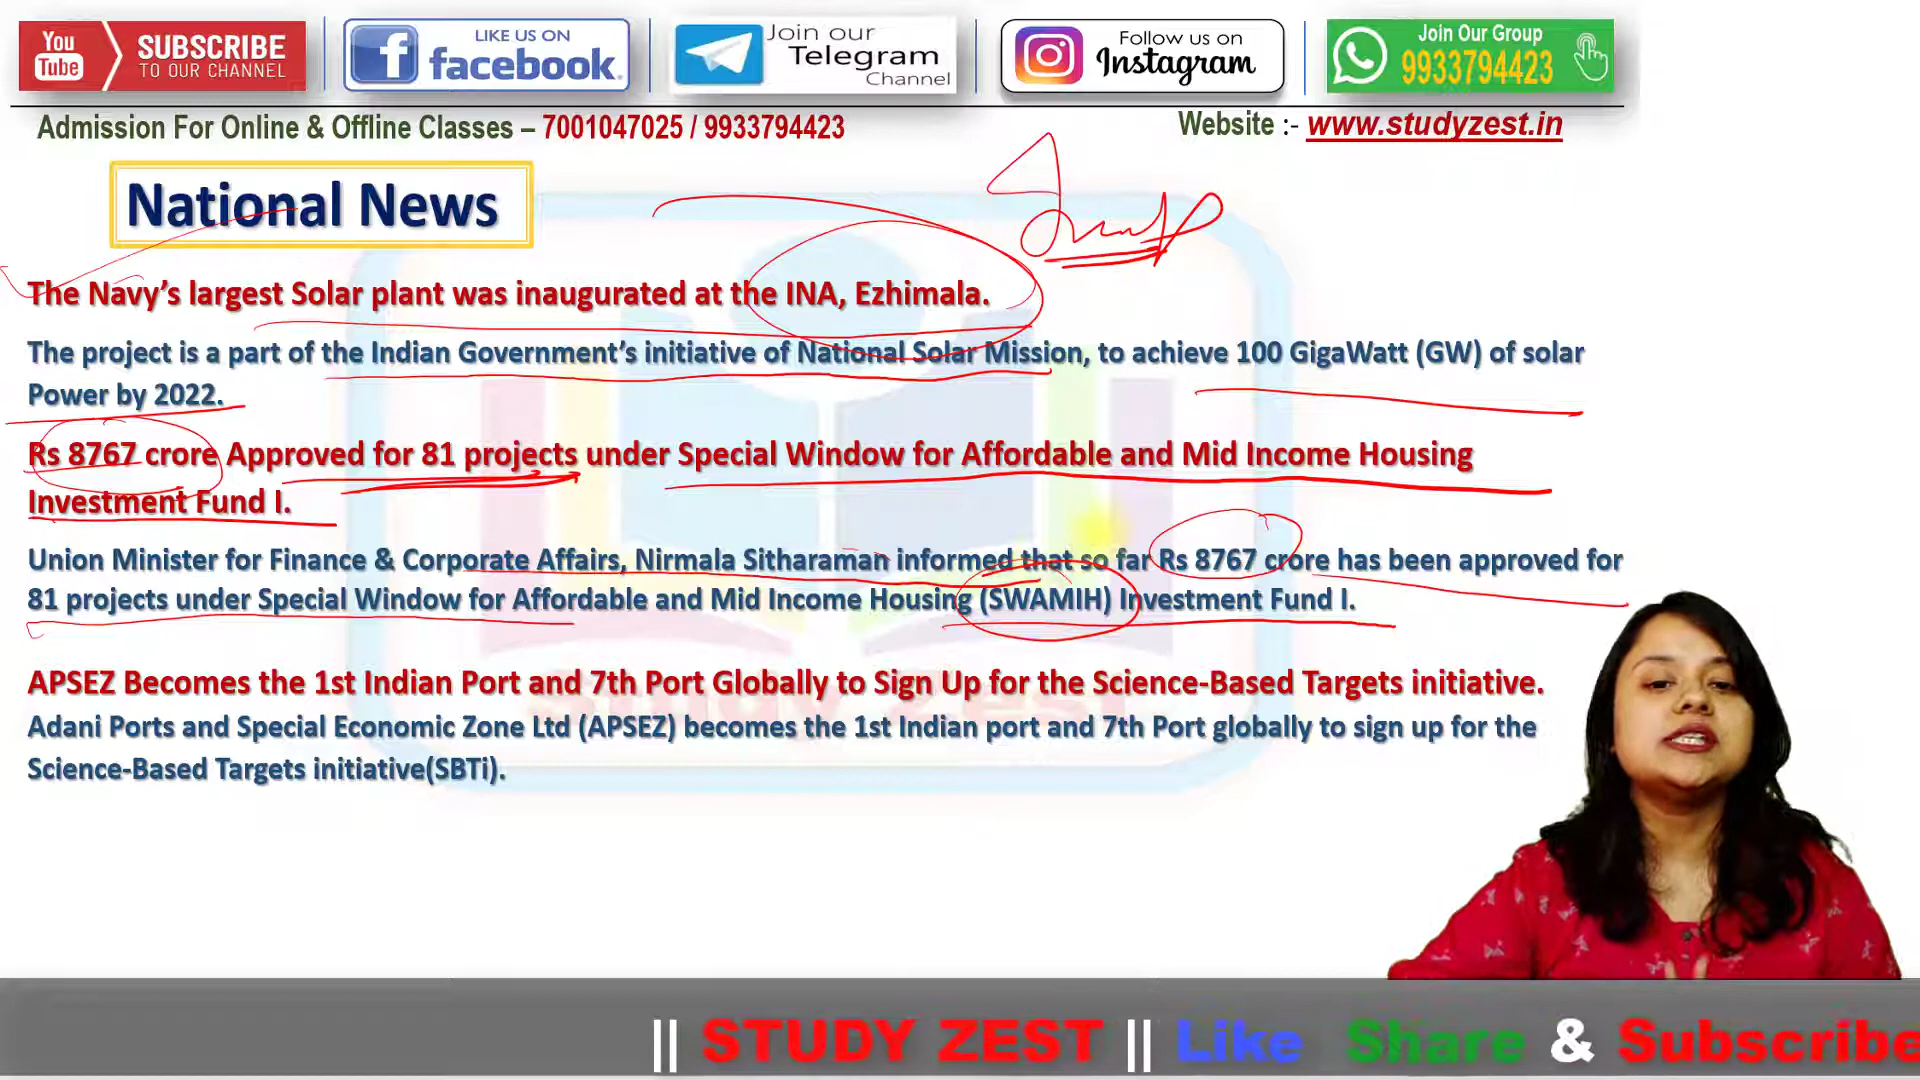 You Tube SUBSCRIBE TO OUR CHANNEL
LIKE US ON facebook.
Join our Telegram Channel
Follow us on Instagram
Join Our Group 9933794423
Admission For Online & Offline Classes – 7001047025 / 9933794423
Website :- www.studyzest.in
National News
The Navy’s largest Solar plant was inaugurated at the INA, Ezhimala.
The project is a part of the Indian Government’s initiative of National Solar Mission, to achieve 100 GigaWatt (GW) of solar
Power by 2022.
Rs 8767 crore Approved for 81 projects under Special Window for Affordable and Mid Income Housing
Investment Fund I.
Union Minister for Finance & Corporate Affairs, Nirmala Sitharaman informed that so far Rs 8767 crore has been approved for
81 projects under Special Window for Affordable and Mid Income Housing (SWAMIH) Investment Fund I.
APSEZ Becomes the 1st Indian Port and 7th Port Globally to Sign Up for the Science-Based Targets initiative.
Adani Ports and Special Economic Zone Ltd (APSEZ) becomes the 1st Indian port and 7th Port globally to sign up for the
Science-Based Targets initiative(SBTi).
Study Zest
|| STUDY ZEST || Like Share & Subscribe